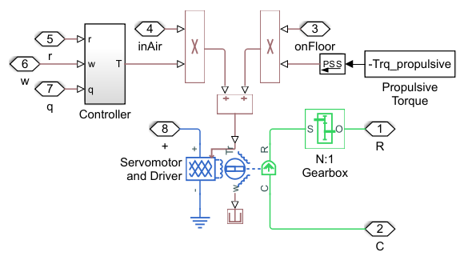 4
inAir
3
onFloor
5
r
6
w
7
q
r
w
q
T
Controller
×
×
PSS
-Trq_propulsive
Propulsive
Torque
+
+
8
+
Servomotor
and Driver
+
-
Tr
w
R
C
S
O
N:1
Gearbox
1
R
2
C